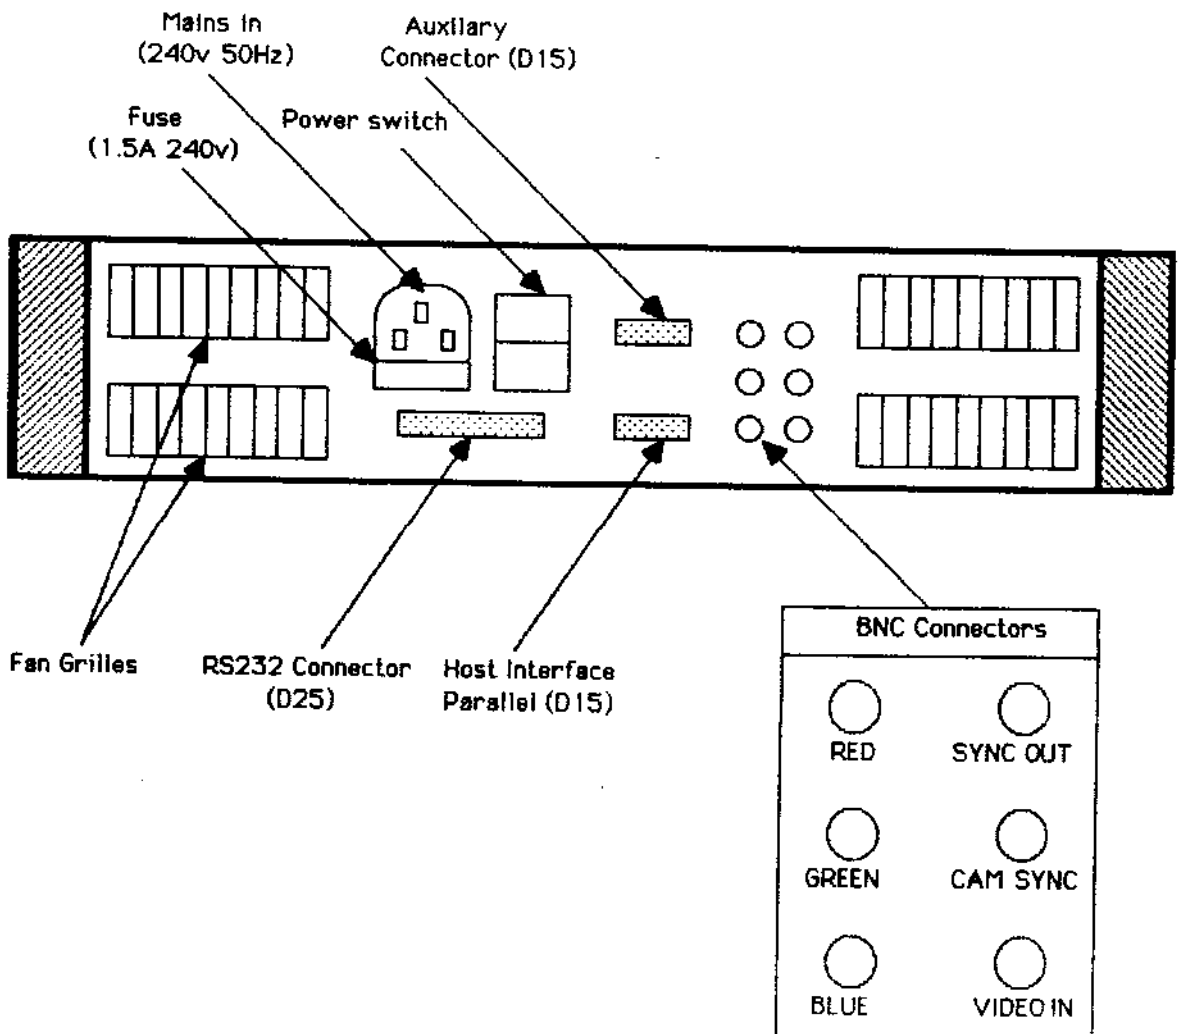 Mains in
(240v 50Hz)
Auxilary
Connector (D15)
Fuse
(1.5A 240v)
Power switch
Fan Grilles
RS232 Connector
(D25)
Host Interface
Parallel (D15)
BNC Connectors
RED
SYNC OUT
GREEN
CAM SYNC
BLUE
VIDEO IN